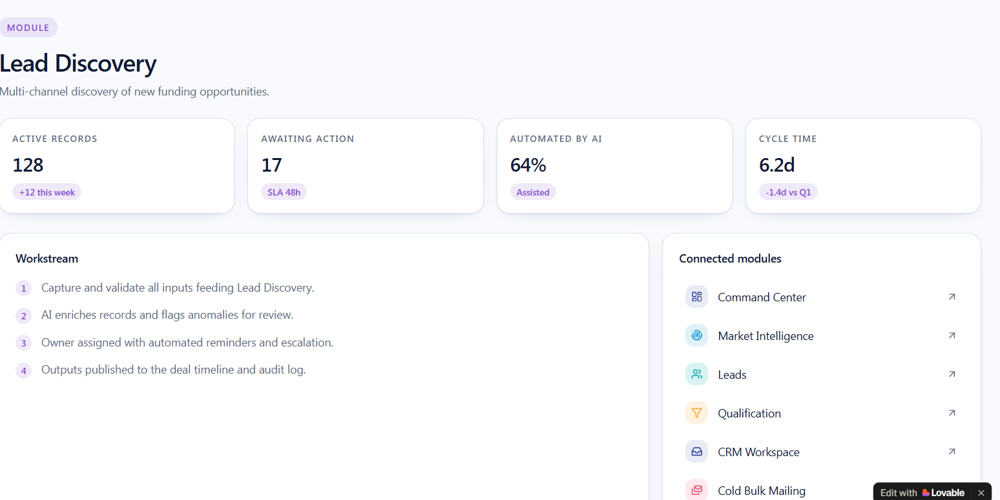 MODULE
Lead Discovery
Multi-channel discovery of new funding opportunities.
ACTIVE RECORDS
128
+12 this week
AWAITING ACTION
17
SLA 48h
AUTOMATED BY AI
64%
Assisted
CYCLE TIME
6.2d
-1.4d vs Q1
Workstream
1 Capture and validate all inputs feeding Lead Discovery.
2 AI enriches records and flags anomalies for review.
3 Owner assigned with automated reminders and escalation.
4 Outputs published to the deal timeline and audit log.
Connected modules
Command Center
Market Intelligence
Leads
Qualification
CRM Workspace
Cold Bulk Mailing
Edit with Lovable